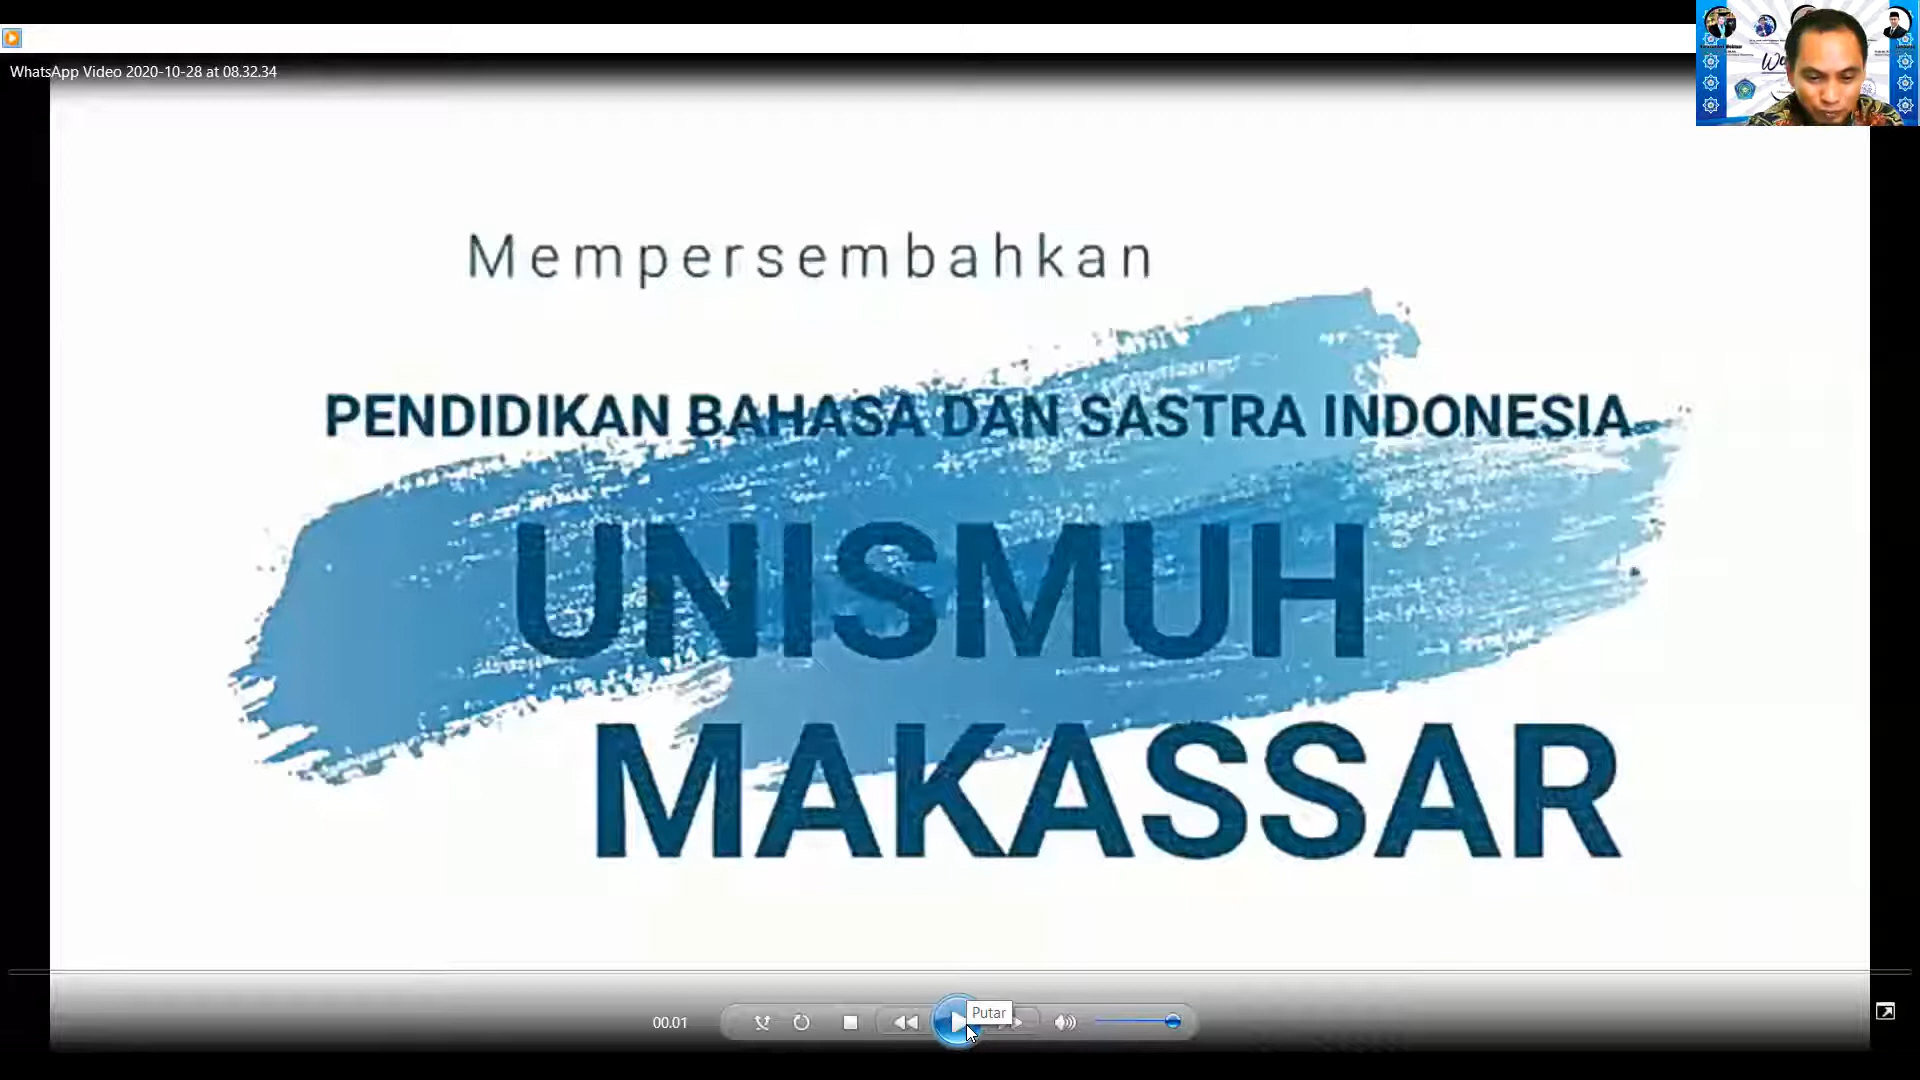 WhatsApp Video 2020-10-28 at 08.32.34
Mempersembahkan
PENDIDIKAN BAHASA DAN SASTRA INDONESIA
UNISMUH
MAKASSAR
00.01
Putar